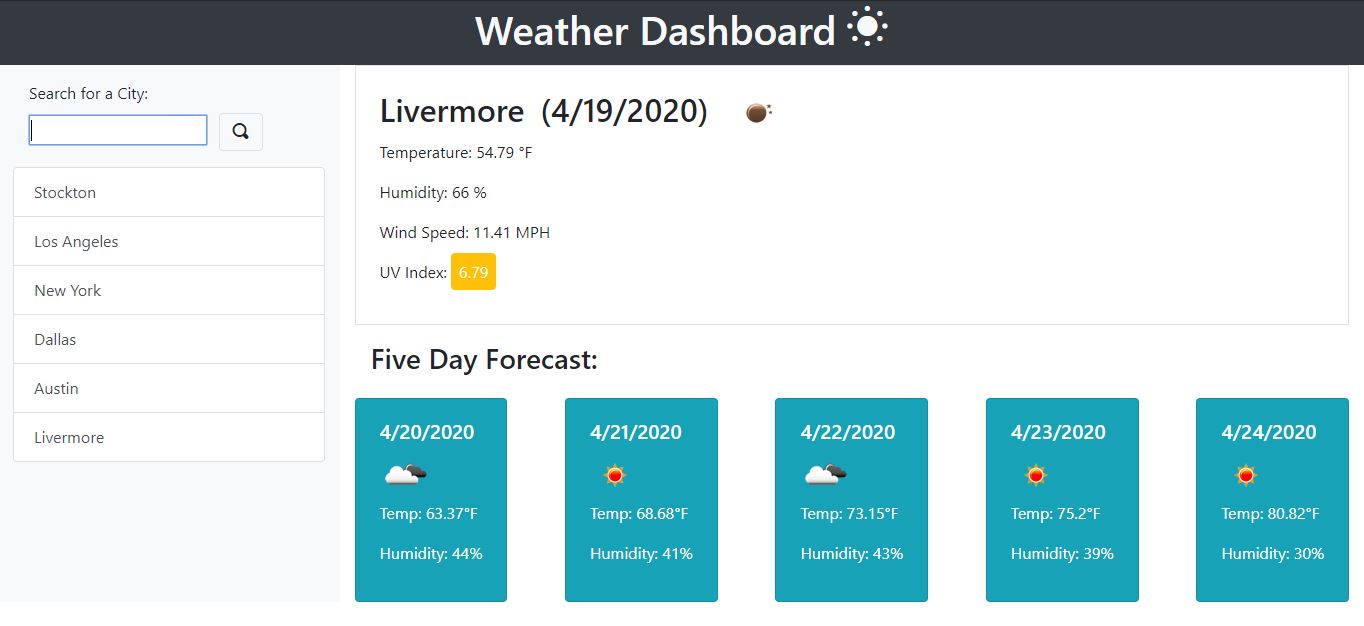 Weather Dashboard
Search for a City:
Stockton
Los Angeles
New York
Dallas
Austin
Livermore
Livermore (4/19/2020)
Temperature: 54.79 °F
Humidity: 66 %
Wind Speed: 11.41 MPH
UV Index: 6.79
Five Day Forecast:
4/20/2020
Temp: 63.37°F
Humidity: 44%
4/21/2020
Temp: 68.68°F
Humidity: 41%
4/22/2020
Temp: 73.15°F
Humidity: 43%
4/23/2020
Temp: 75.2°F
Humidity: 39%
4/24/2020
Temp: 80.82°F
Humidity: 30%